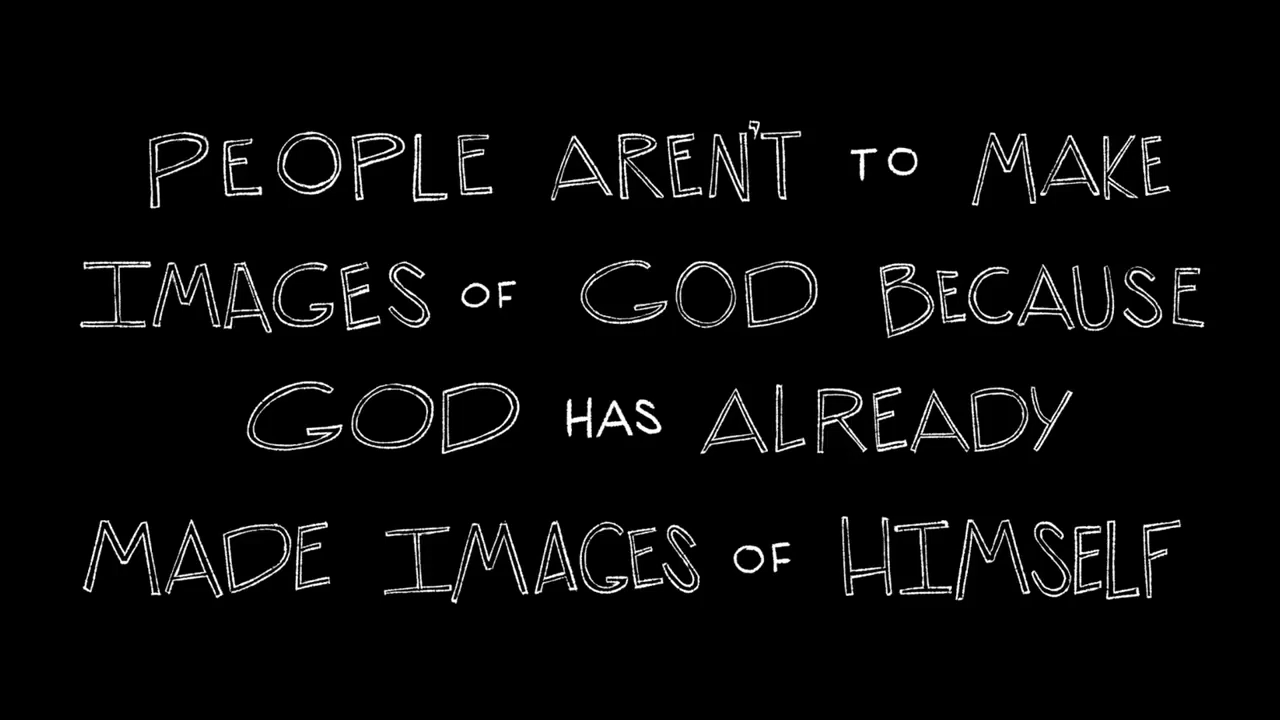 PEOPLE AREN'T TO MAKE
IMAGES OF GOD BECAUSE
GOD HAS ALREADY
MADE IMAGES OF HIMSELF